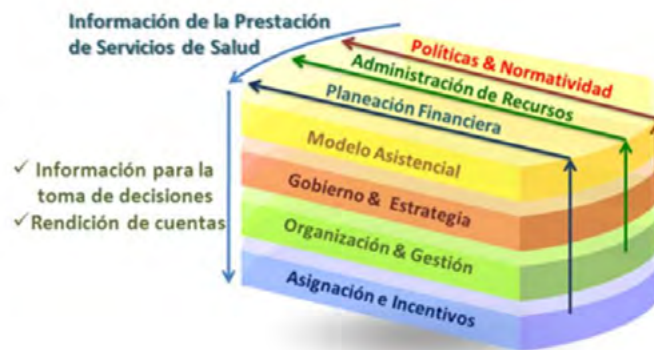 Información de la Prestación
de Servicios de Salud
Políticas & Normatividad
Administración de Recursos
Planeación Financiera
Modelo Asistencial
Gobierno & Estrategia
Organización & Gestión
Asignación e Incentivos
✓ Información para la
toma de decisiones
✓ Rendición de cuentas